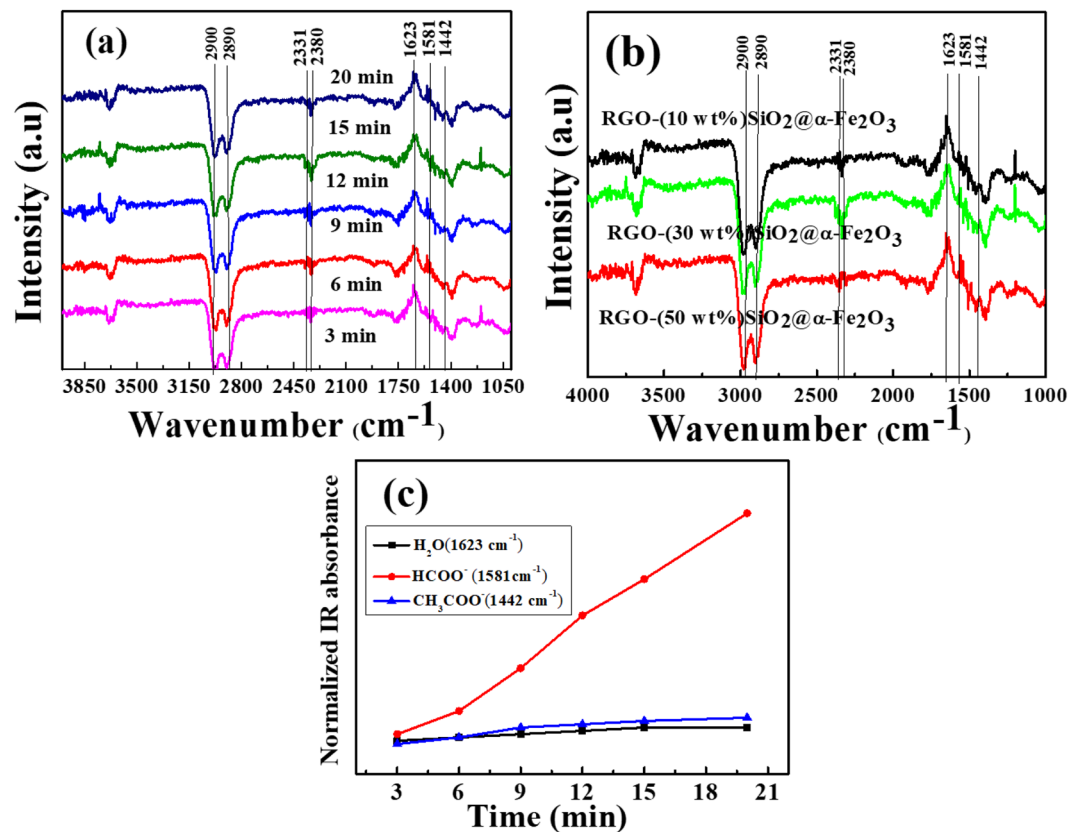 (a)
2900
2890
2331
2380
1623
1581
1442
20 min
15 min
12 min
9 min
6 min
3 min
Intensity (a.u)
3850 3500 3150 2800 2450 2100 1750 1400 1050
Wavenumber (cm-1)
(b)
2900
2890
2331
2380
1623
1581
1442
RGO-(10 wt%)SiO2@α-Fe2O3
RGO-(30 wt%)SiO2@α-Fe2O3
RGO-(50 wt%)SiO2@α-Fe2O3
Intensity (a.u)
4000 3500 3000 2500 2000 1500 1000
Wavenumber (cm-1)
(c)
H2O(1623 cm-1)
HCOO- (1581cm-1)
CH3COO-(1442 cm-1)
Normalized IR absorbance
3 6 9 12 15 18 21
Time (min)